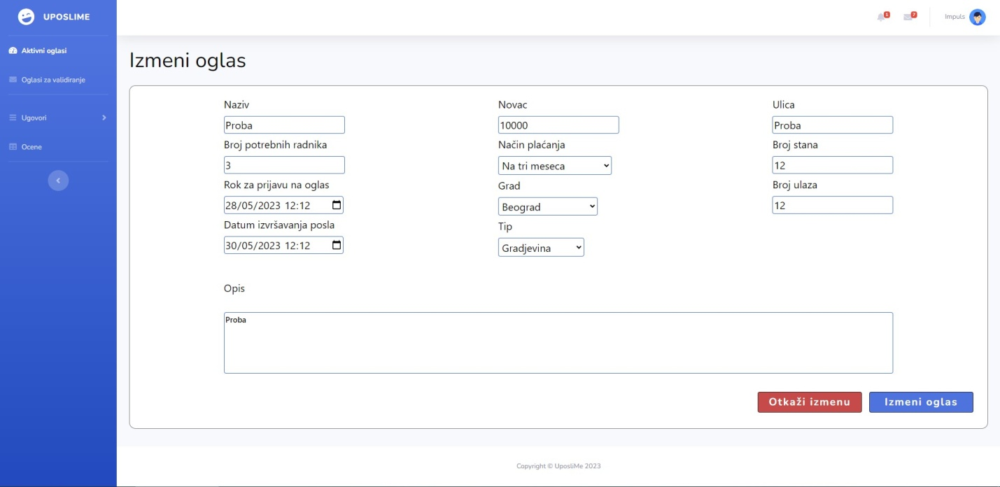 UPOSLIME
1
7
Impuls
Aktivni oglasi
Oglasi za validiranje
Ugovori
Ocene
Izmeni oglas
Naziv
Proba
Broj potrebnih radnika
3
Rok za prijavu na oglas
28/05/2023 12:12
Datum izvršavanja posla
30/05/2023 12:12
Novac
10000
Način plaćanja
Na tri meseca
Grad
Beograd
Tip
Gradjevina
Ulica
Proba
Broj stana
12
Broj ulaza
12
Opis
Proba
Otkaži izmenu
Izmeni oglas
Copyright © UposliMe 2023